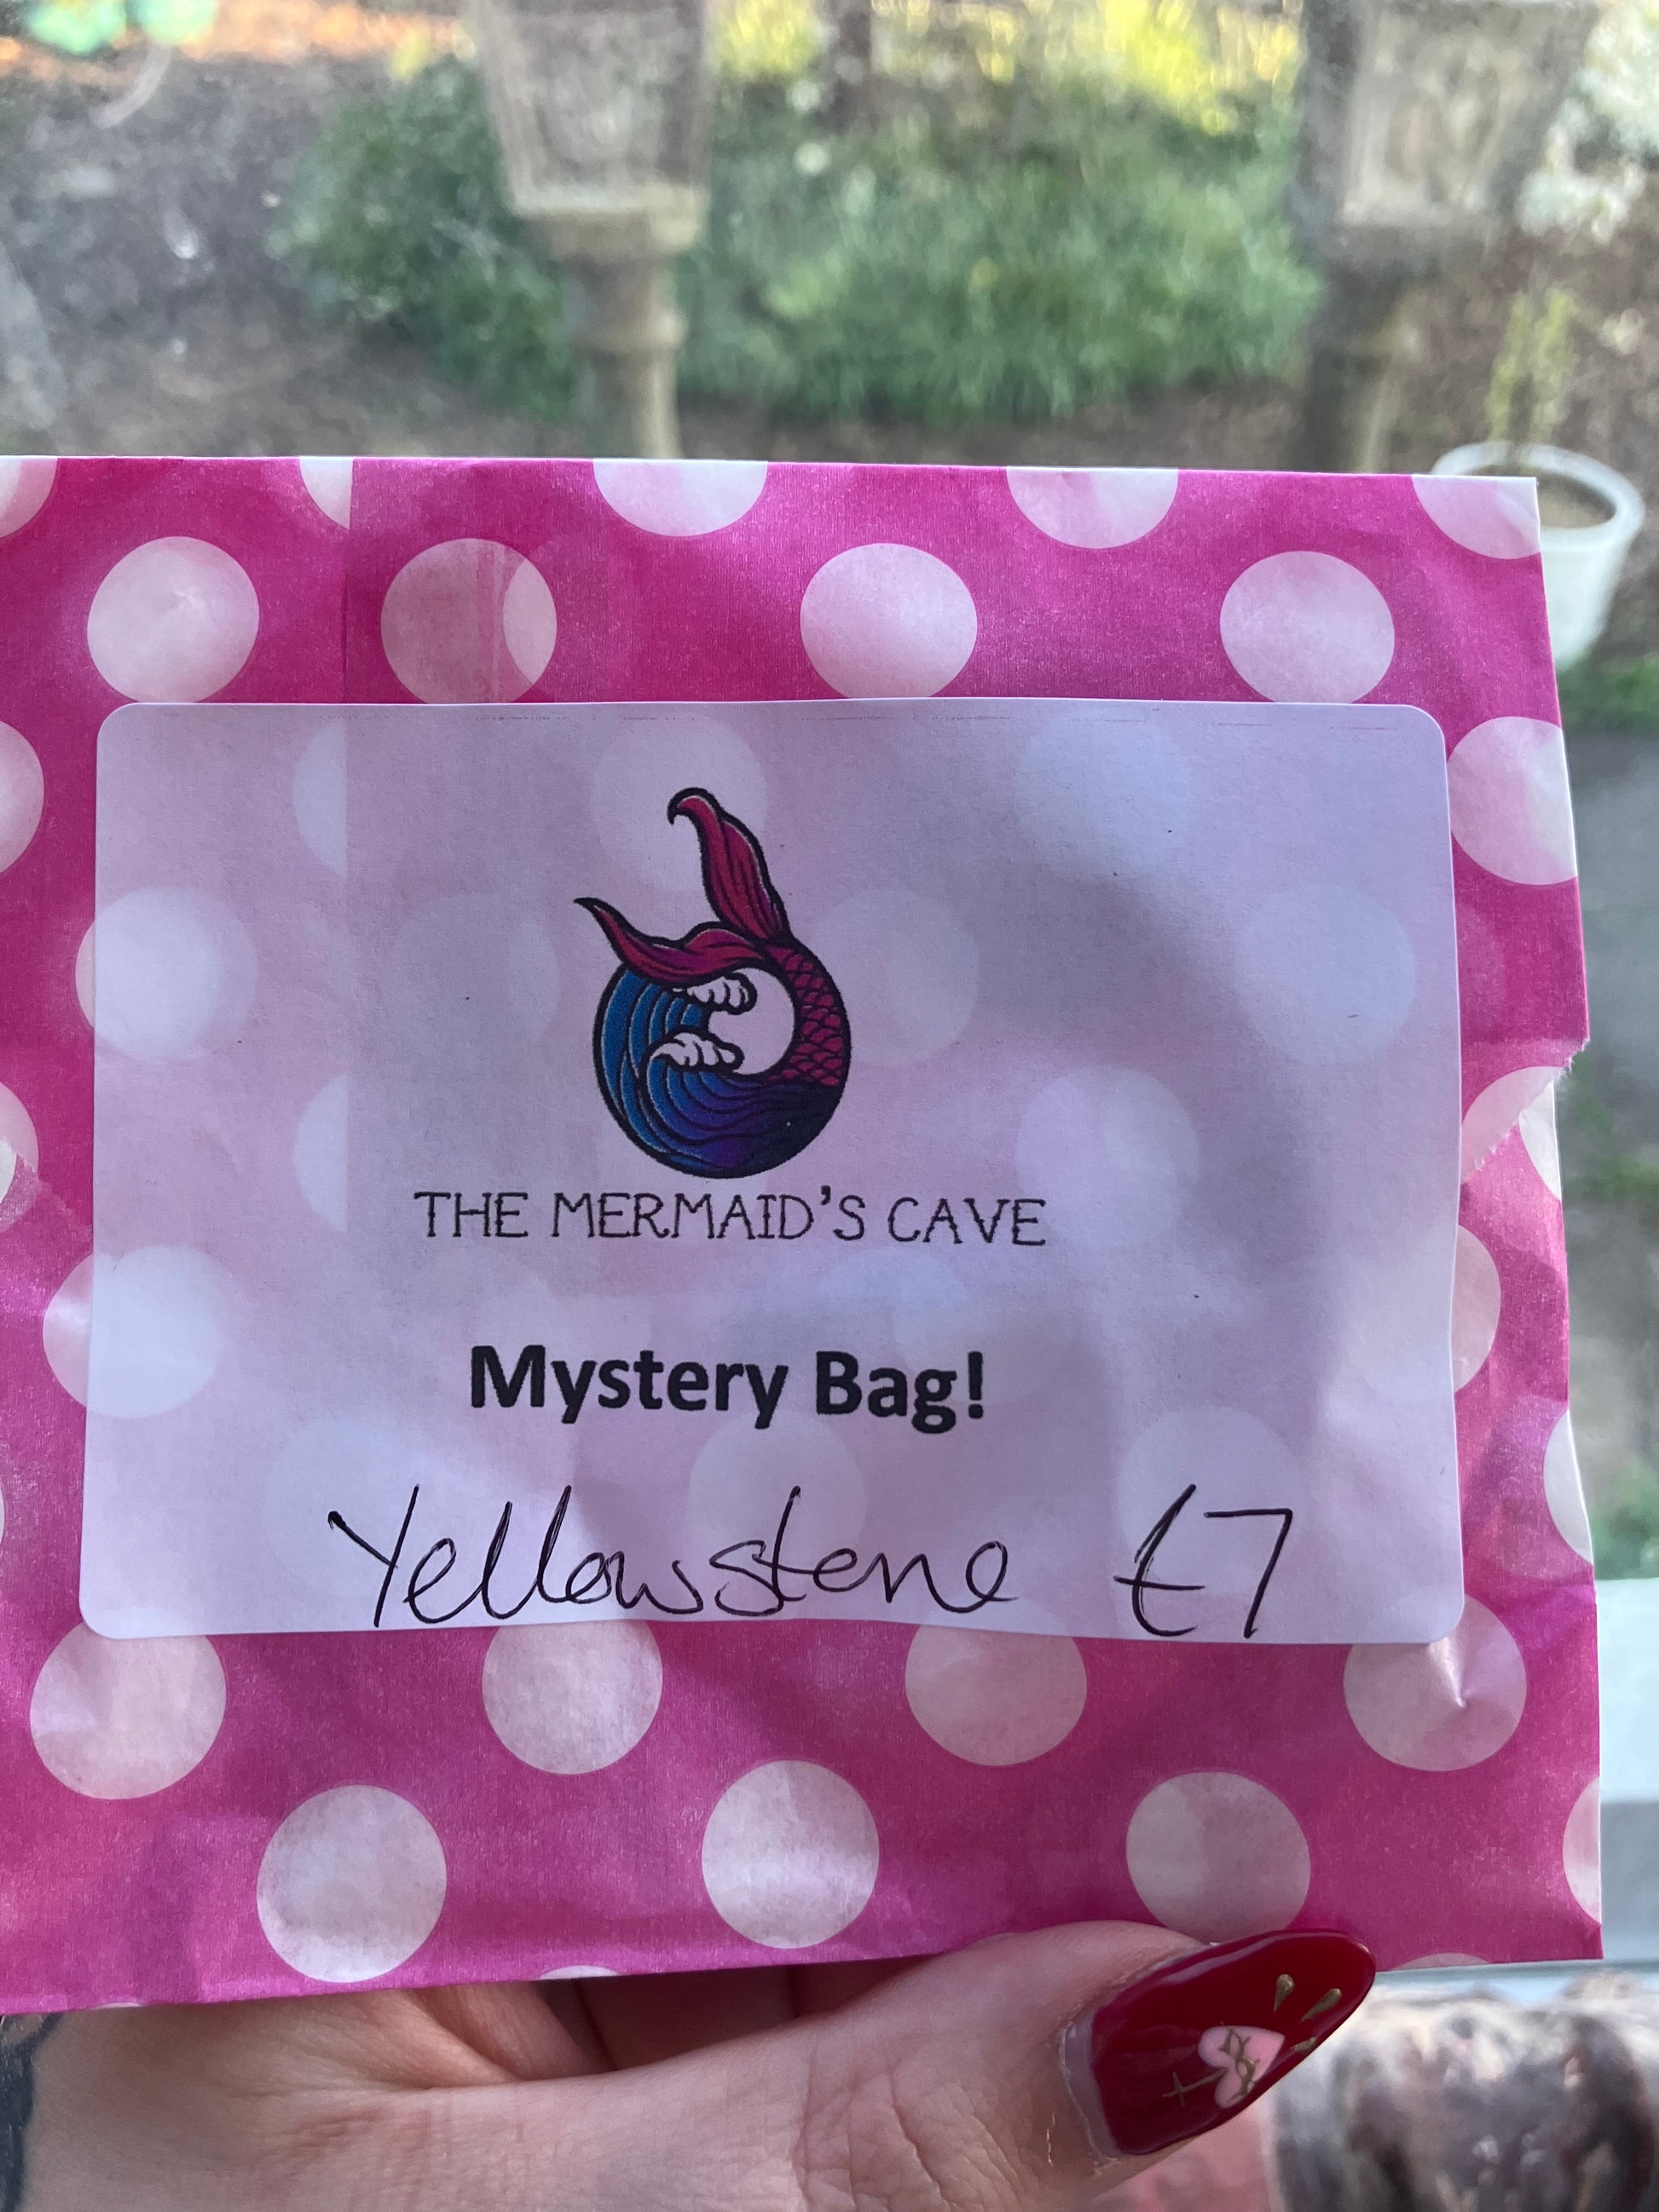 THE MERMAID'S CAVE
Mystery Bag!
Yellowstone £7